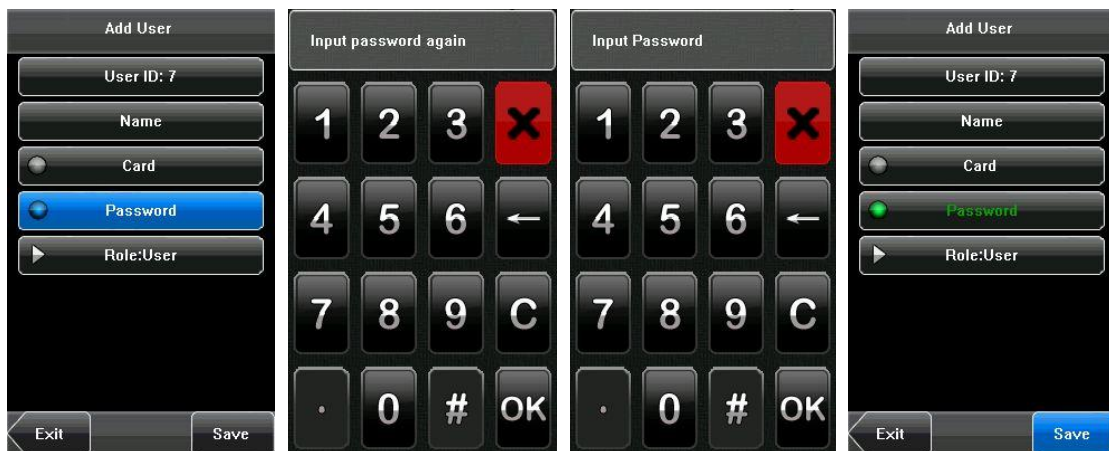 Add User
User ID: 7
Name
Card
Password
Role:User
Exit Save
Input password again
1 2 3 X
4 5 6 ←
7 8 9 C
. 0 # OK
Input Password
1 2 3 X
4 5 6 ←
7 8 9 C
. 0 # OK
Add User
User ID: 7
Name
Card
Password
Role:User
Exit Save